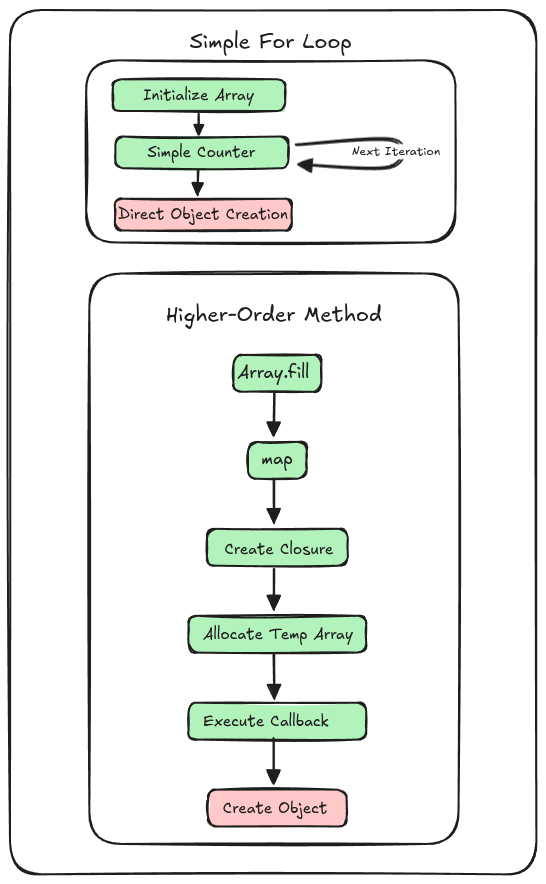 Simple For Loop
Initialize Array
Simple Counter
Next Iteration
Direct Object Creation
Higher-Order Method
Array.fill
map
Create Closure
Allocate Temp Array
Execute Callback
Create Object